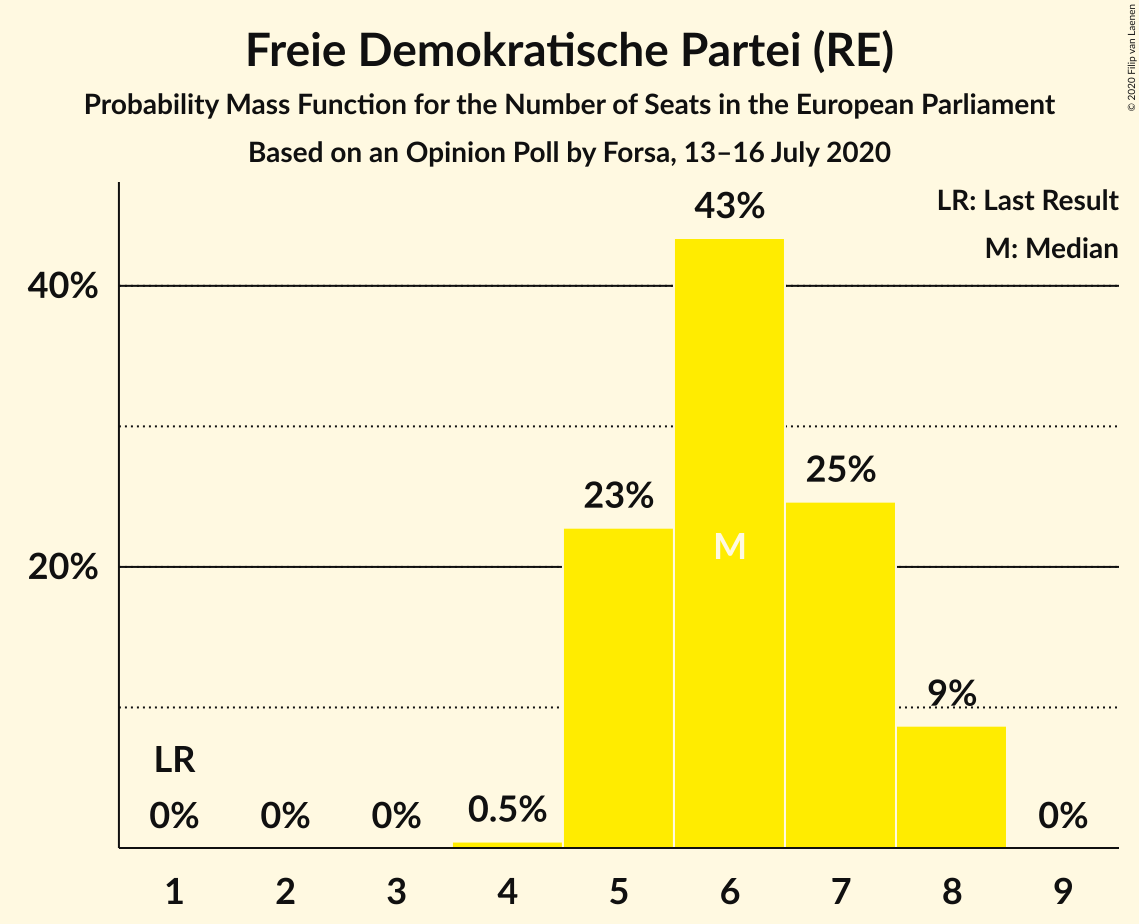 Freie Demokratische Partei (RE)
Probability Mass Function for the Number of Seats in the European Parliament
Based on an Opinion Poll by Forsa, 13–16 July 2020
© 2020 Filip van Laenen
LR: Last Result
M: Median
43%
40%
25%
23%
M
20%
9%
LR
0% 0% 0% 0.5% 0%
1 2 3 4 5 6 7 8 9